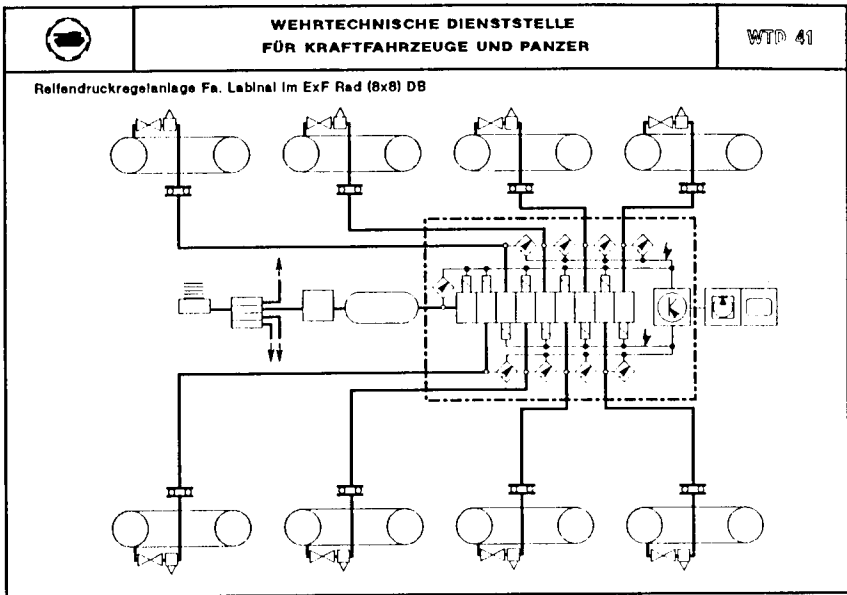 WEHRTECHNISCHE DIENSTSTELLE
FÜR KRAFTFAHRZEUGE UND PANZER
WTD 41
Reifendruckregelanlage Fa. Labinal im ExF Rad (8x8) DB
K